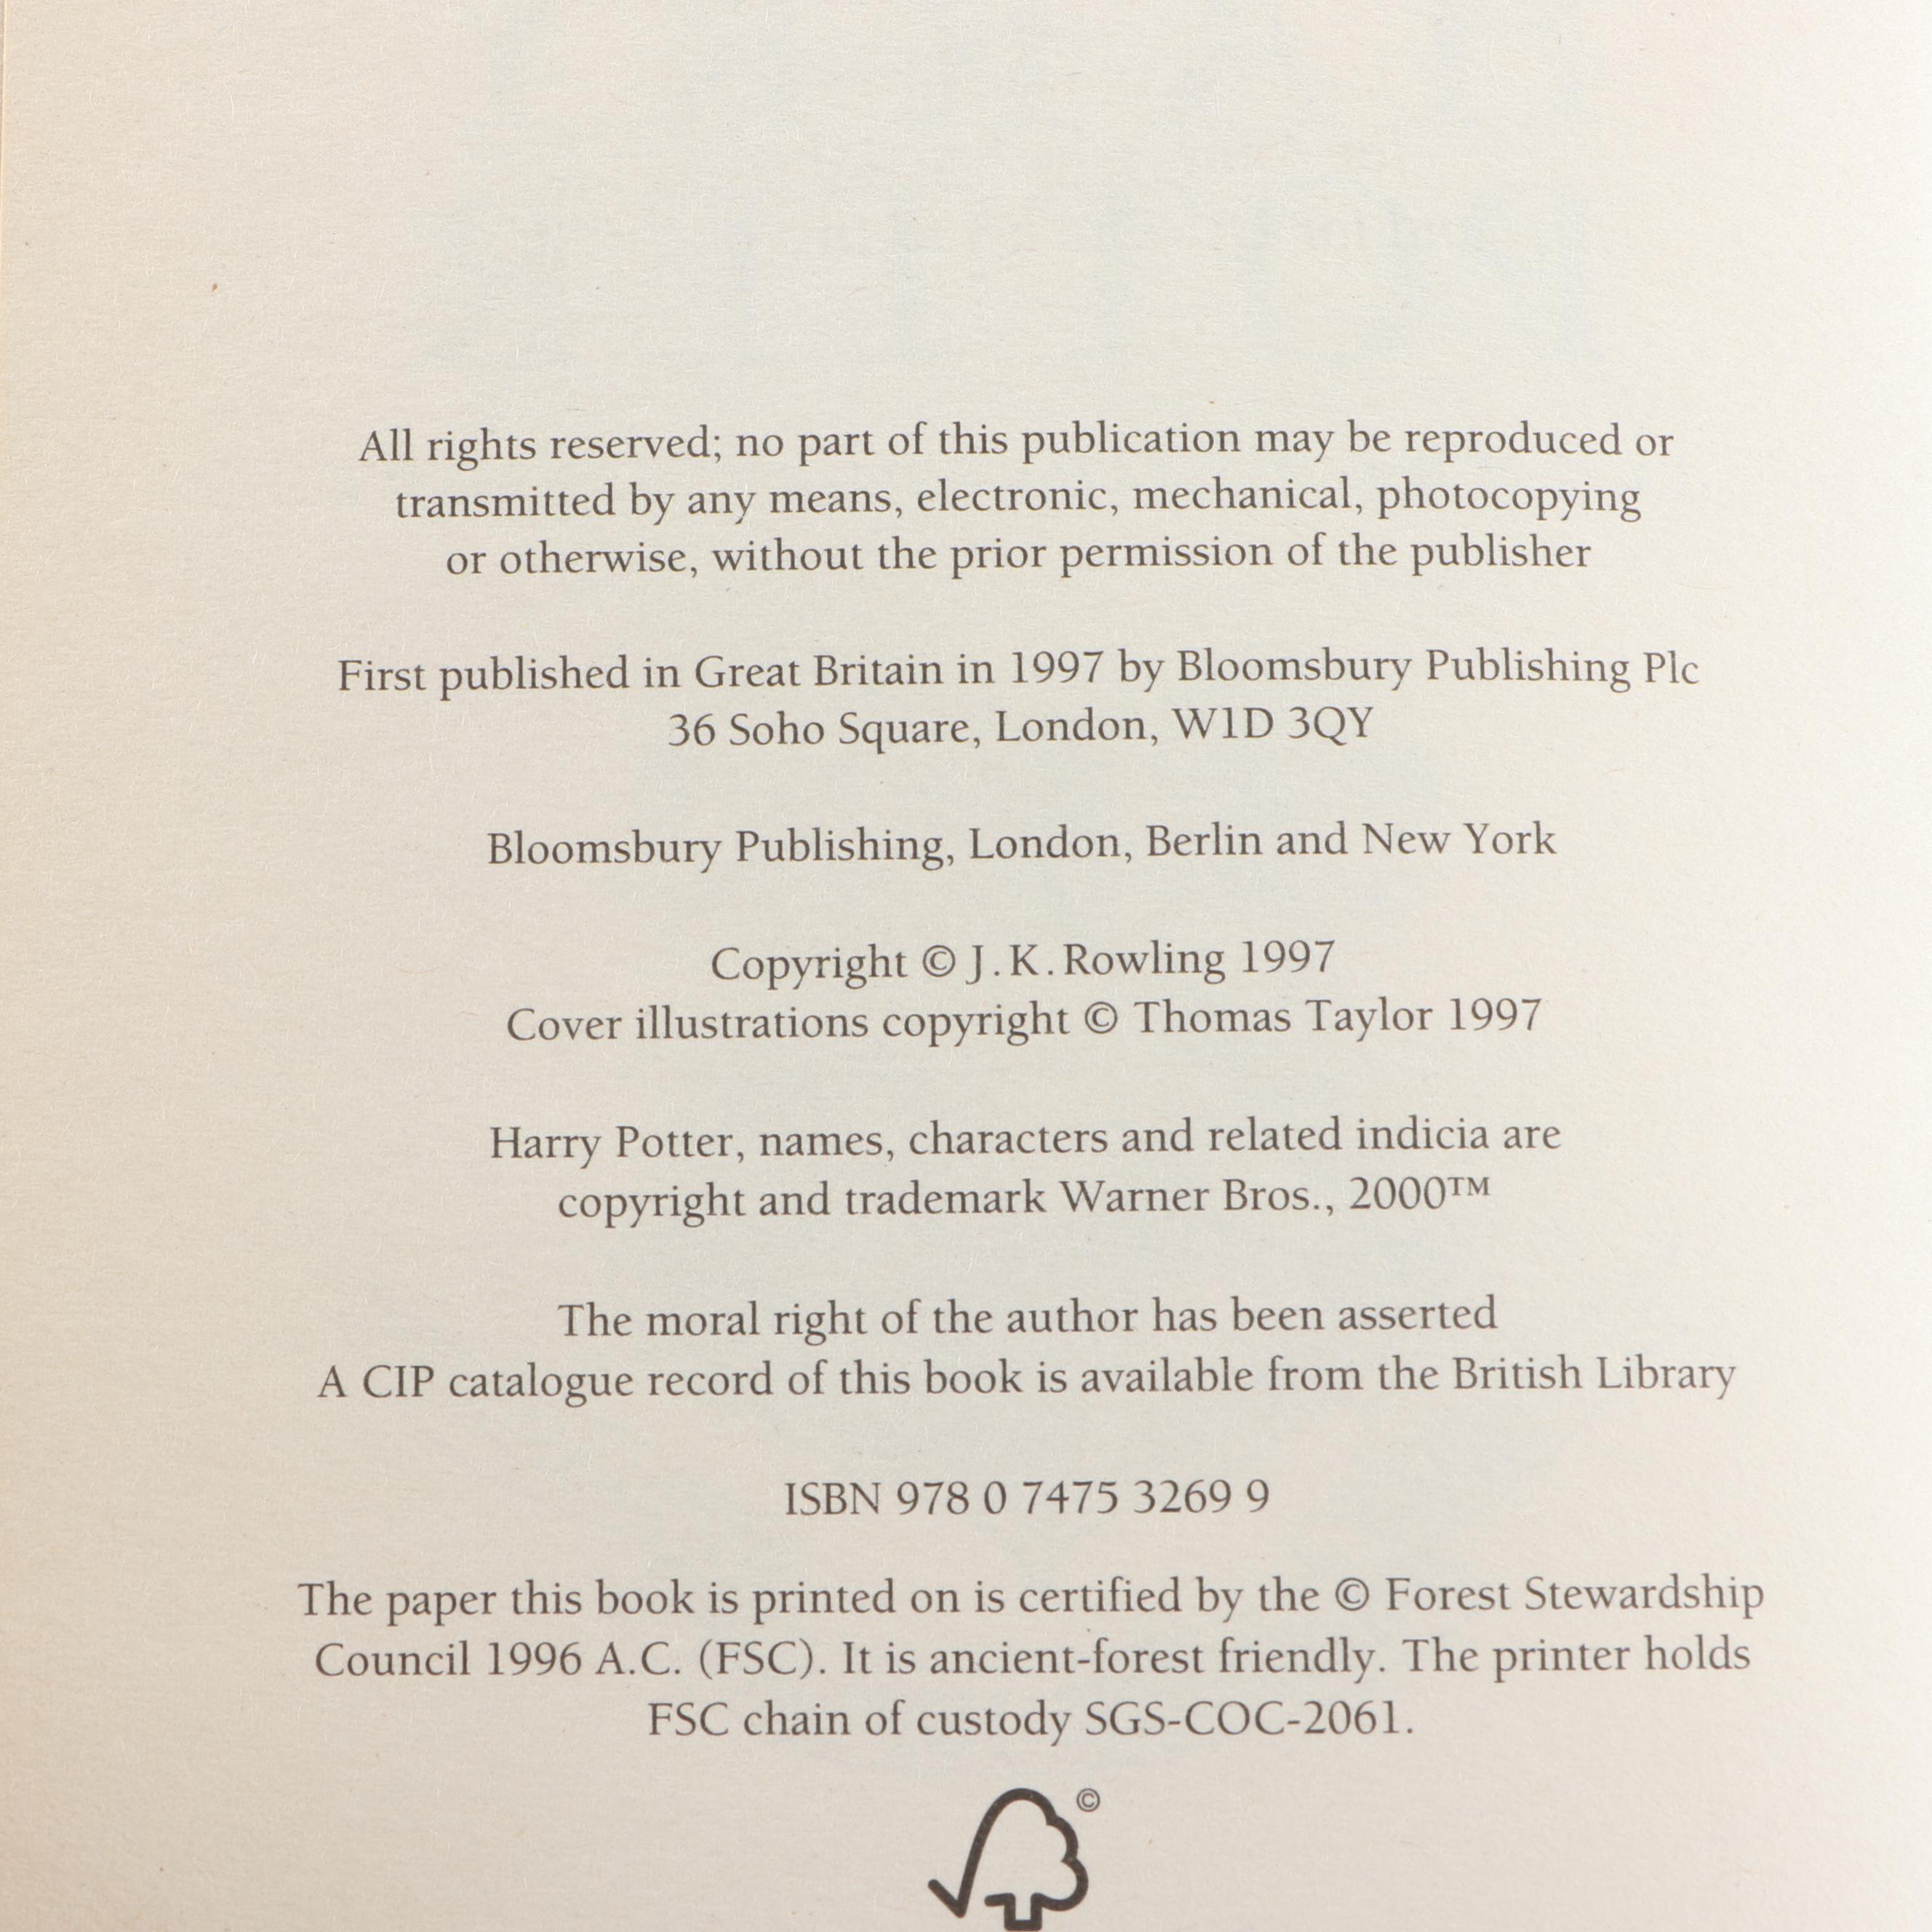 All rights reserved; no part of this publication may be reproduced or
transmitted by any means, electronic, mechanical, photocopying
or otherwise, without the prior permission of the publisher
First published in Great Britain in 1997 by Bloomsbury Publishing Plc
36 Soho Square, London, W1D 3QY
Bloomsbury Publishing, London, Berlin and New York
Copyright © J. K. Rowling 1997
Cover illustrations copyright © Thomas Taylor 1997
Harry Potter, names, characters and related indicia are
copyright and trademark Warner Bros., 2000™
The moral right of the author has been asserted
A CIP catalogue record of this book is available from the British Library
ISBN 978 0 7475 3269 9
The paper this book is printed on is certified by the © Forest Stewardship
Council 1996 A.C. (FSC). It is ancient-forest friendly. The printer holds
FSC chain of custody SGS-COC-2061.
©